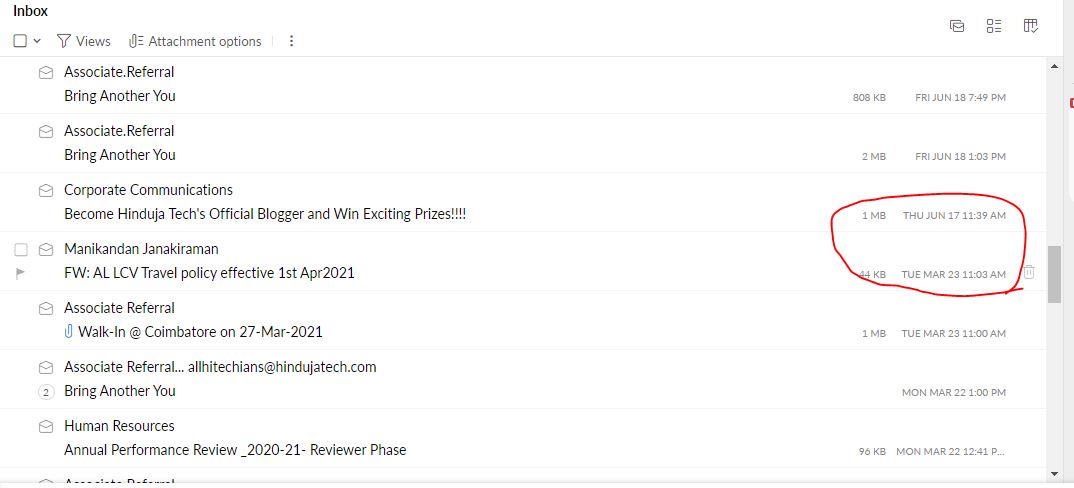 Inbox
Views Attachment options
Associate.Referral
Bring Another You 808 KB FRI JUN 18 7:49 PM
Associate.Referral
Bring Another You 2 MB FRI JUN 18 1:03 PM
Corporate Communications
Become Hinduja Tech's Official Blogger and Win Exciting Prizes!!!! 1 MB THU JUN 17 11:39 AM
Manikandan Janakiraman
FW: AL LCV Travel policy effective 1st Apr2021 44 KB TUE MAR 23 11:03 AM
Associate Referral
Walk-In @ Coimbatore on 27-Mar-2021 1 MB TUE MAR 23 11:00 AM
Associate Referral... allhitechians@hindujatech.com
2 Bring Another You MON MAR 22 1:00 PM
Human Resources
Annual Performance Review _2020-21- Reviewer Phase 96 KB MON MAR 22 12:41 P...